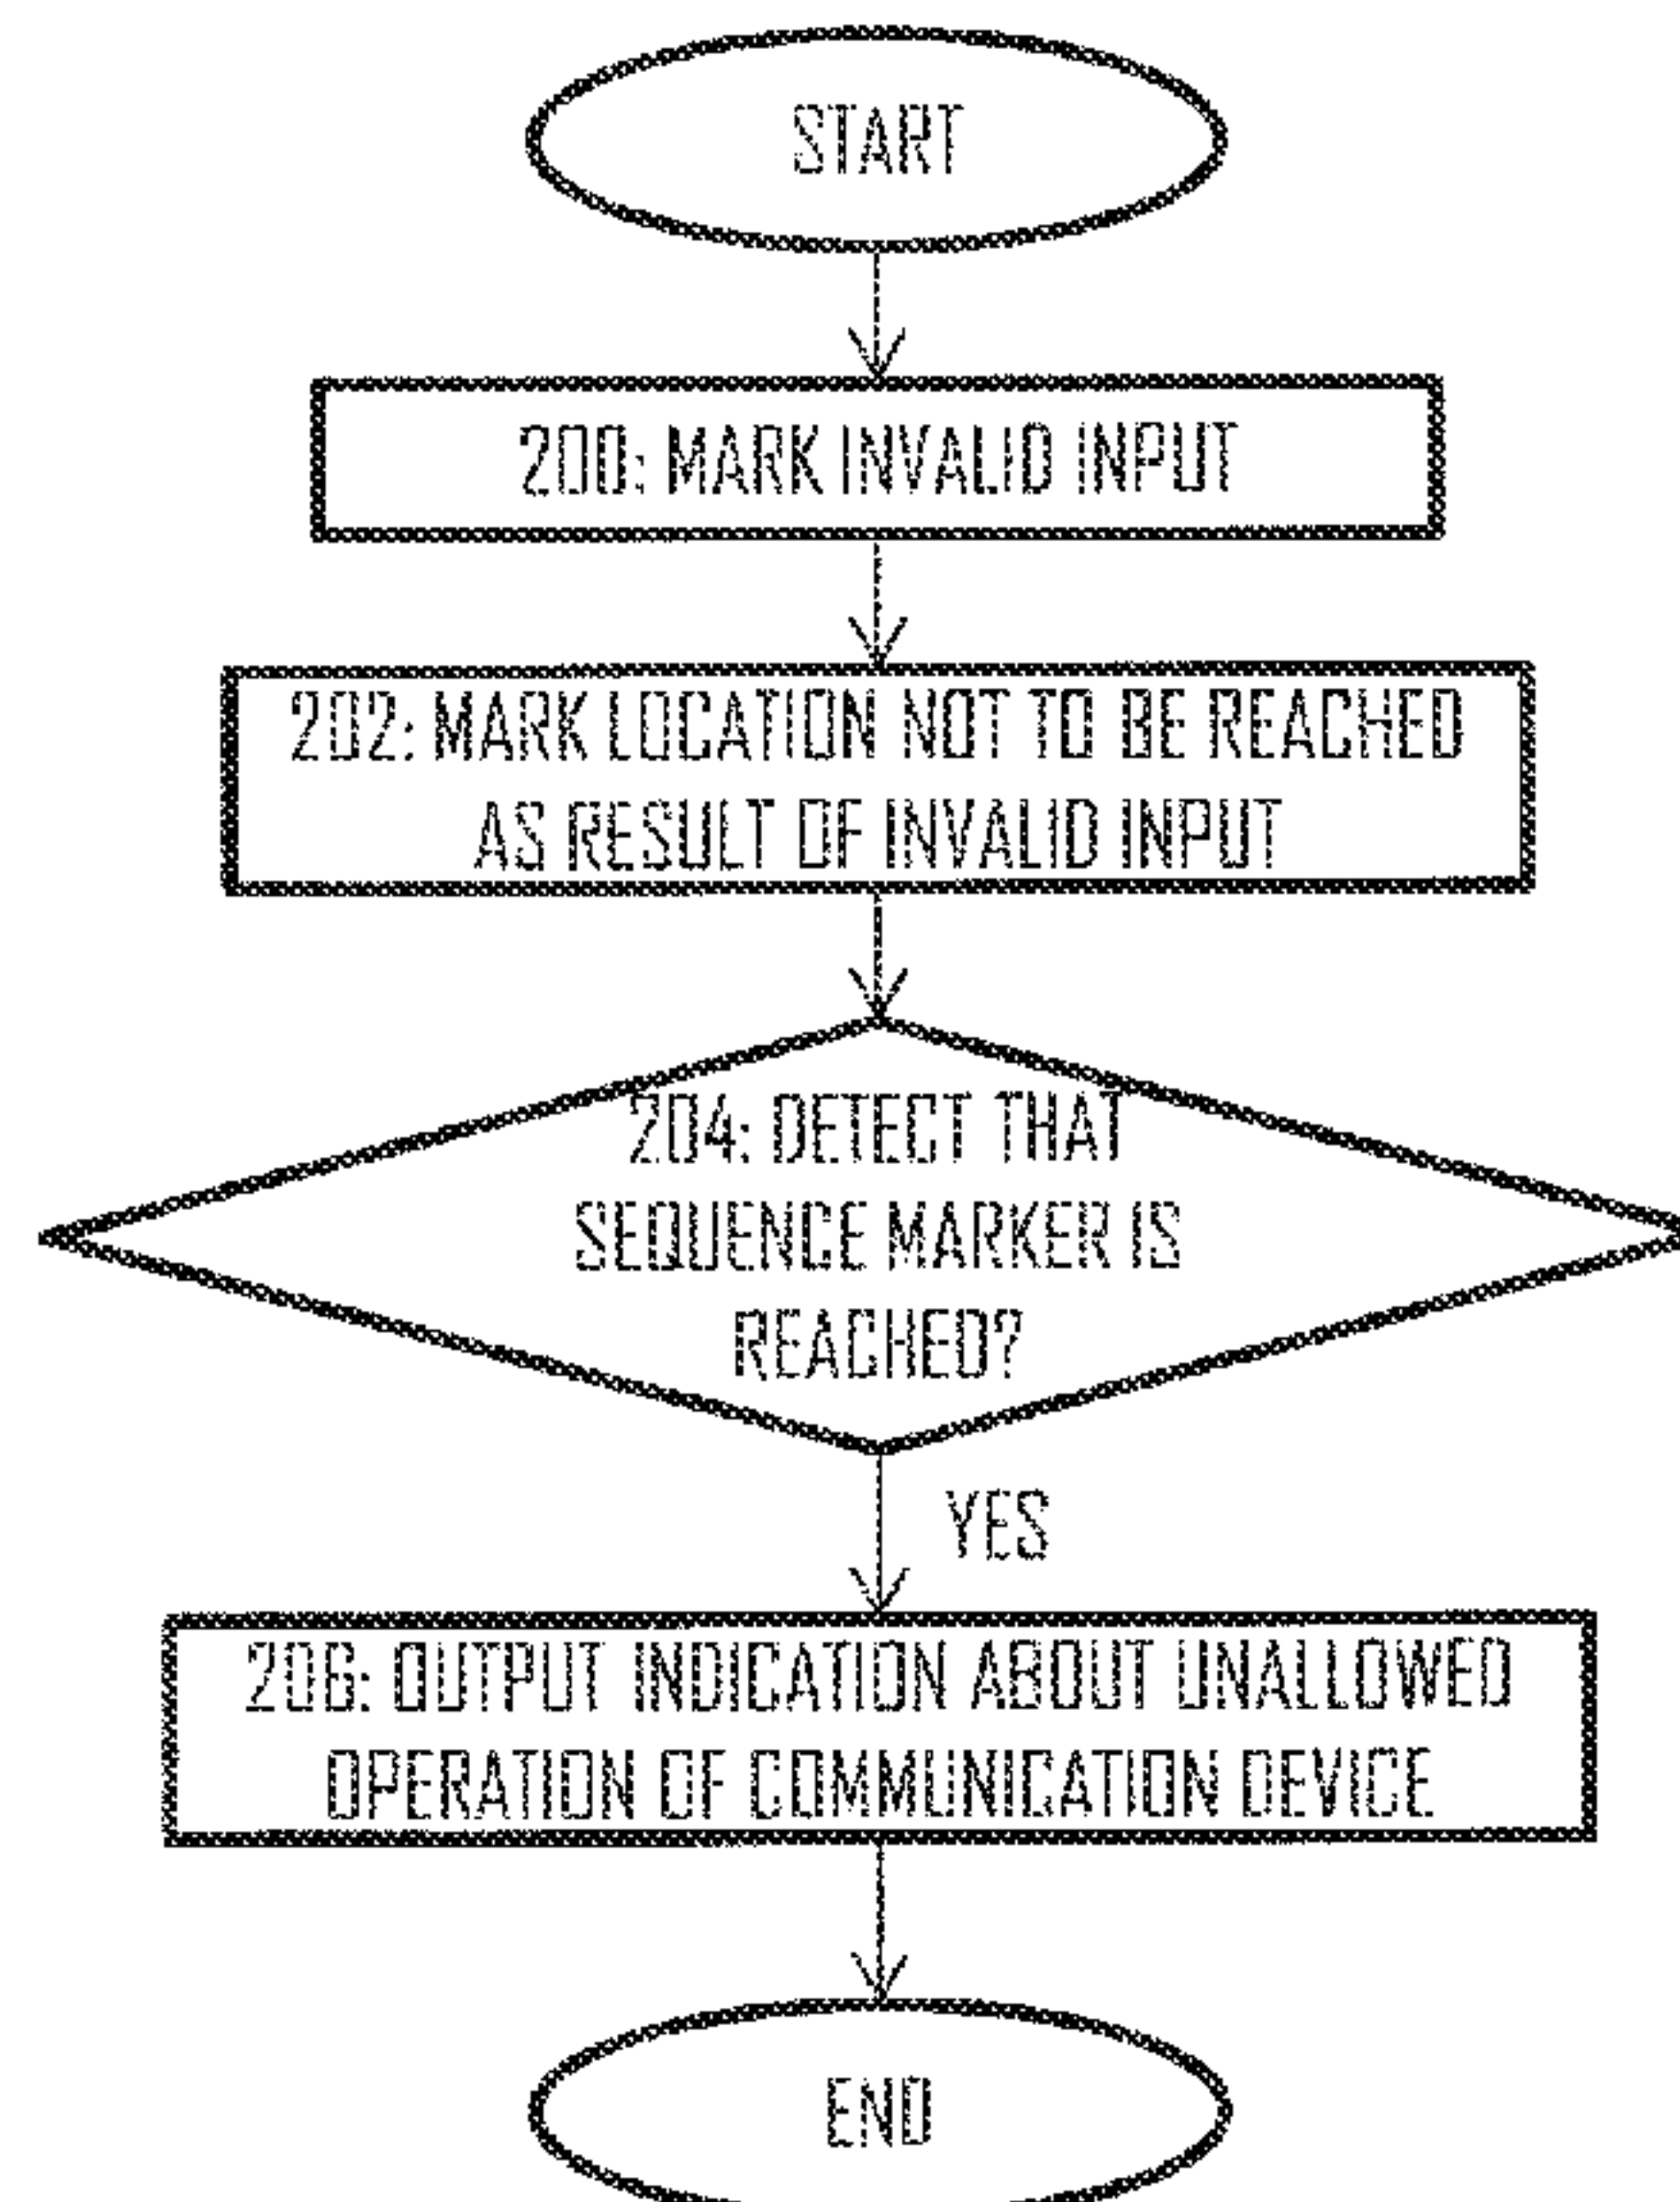 START
200: MARK INVALID INPUT
202: MARK LOCATION NOT TO BE REACHED
AS RESULT OF INVALID INPUT
204: DETECT THAT
SEQUENCE MARKER IS
REACHED?
YES
206: OUTPUT INDICATION ABOUT UNALLOWED
OPERATION OF COMMUNICATION DEVICE
END